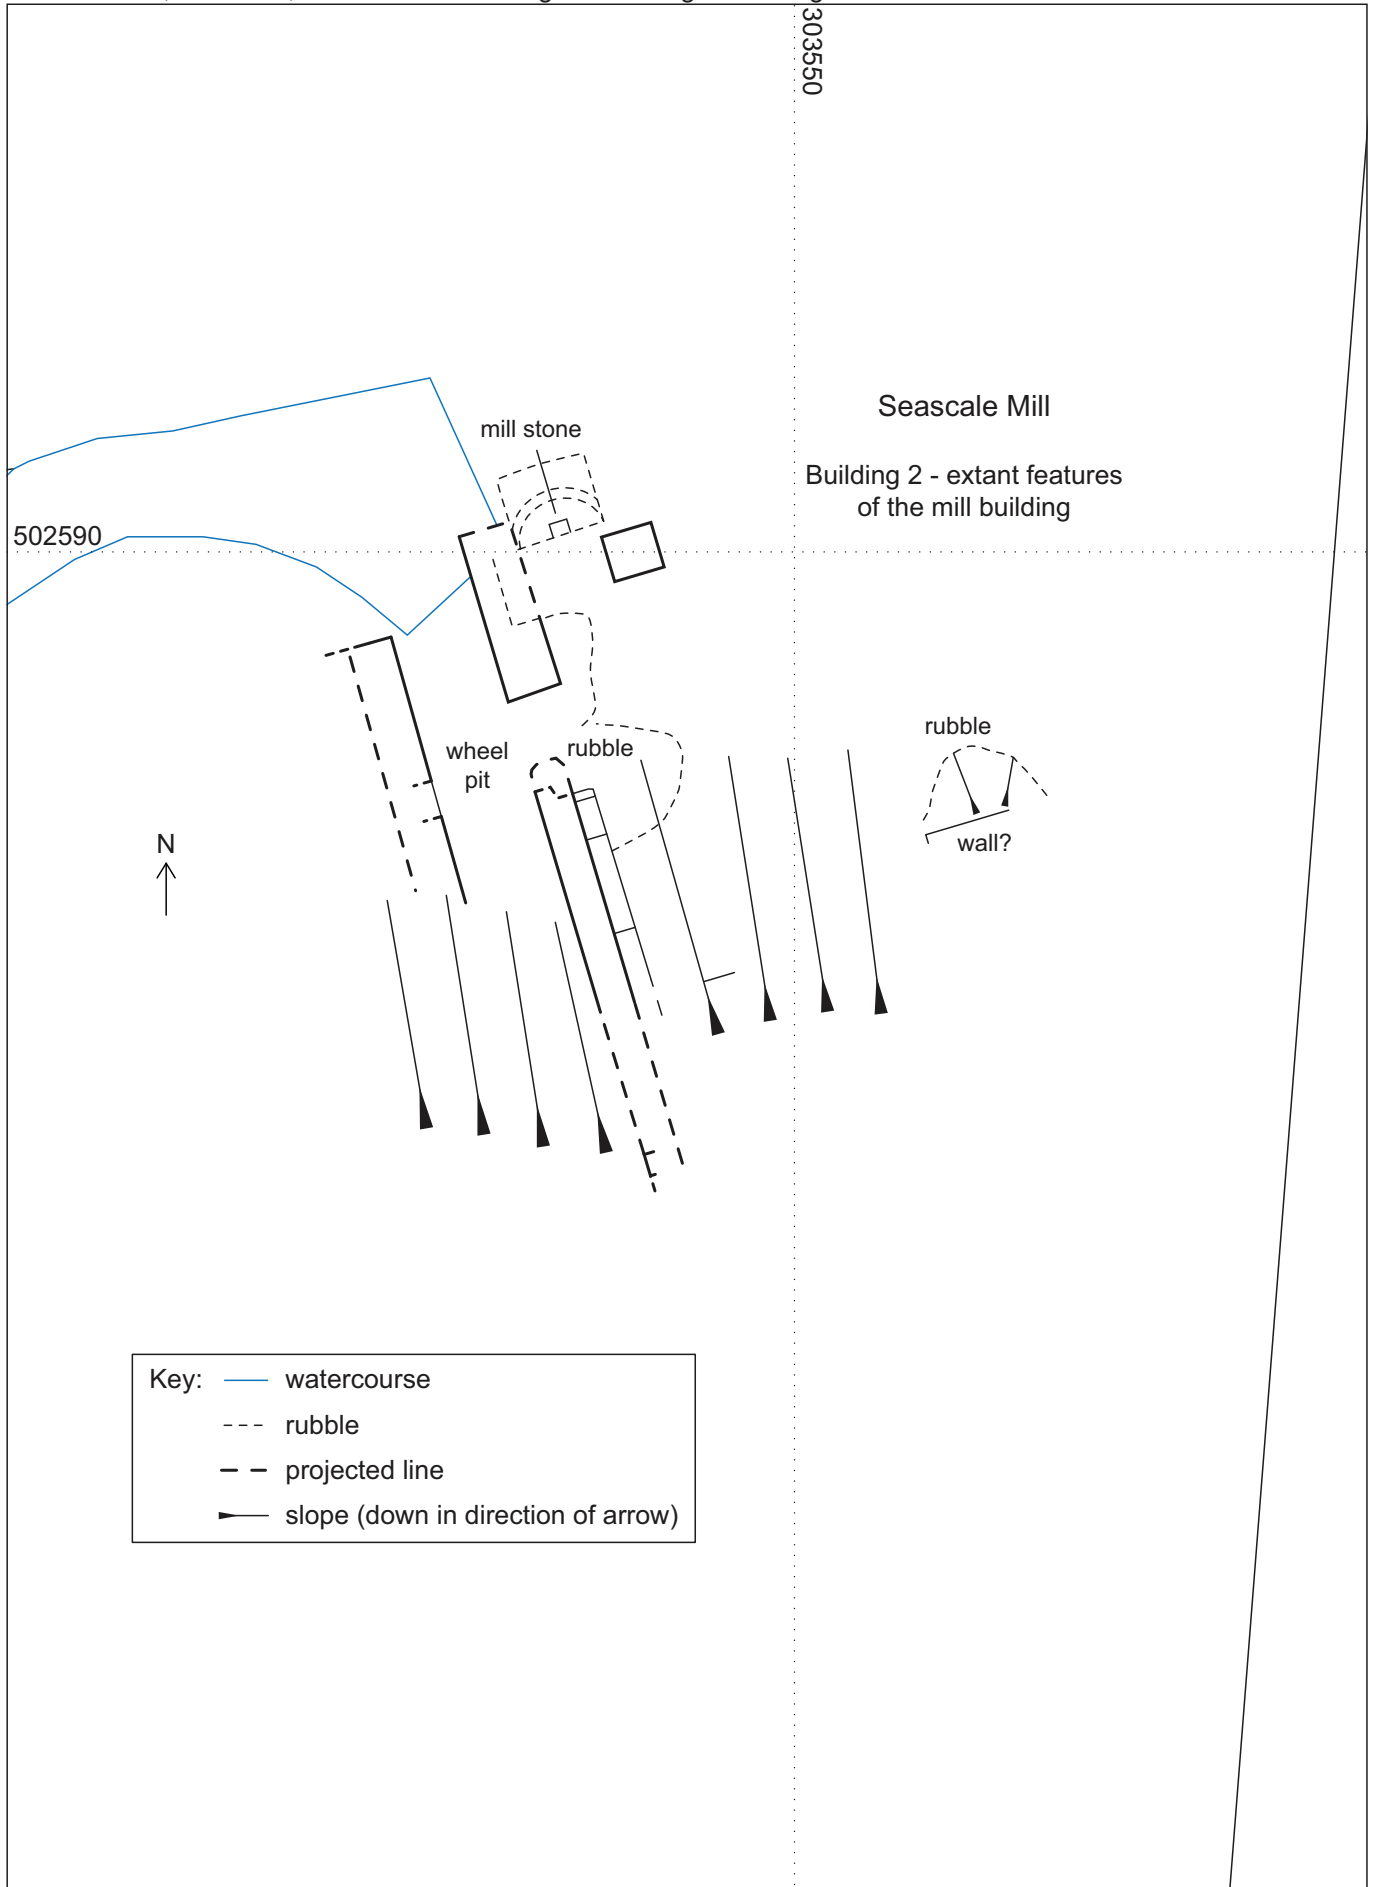 303550
Seascale Mill
mill stone
Building 2 - extant features
of the mill building
502590
rubble
wheel
pit
rubble
wall?
N
Key:
watercourse
rubble
projected line
slope (down in direction of arrow)